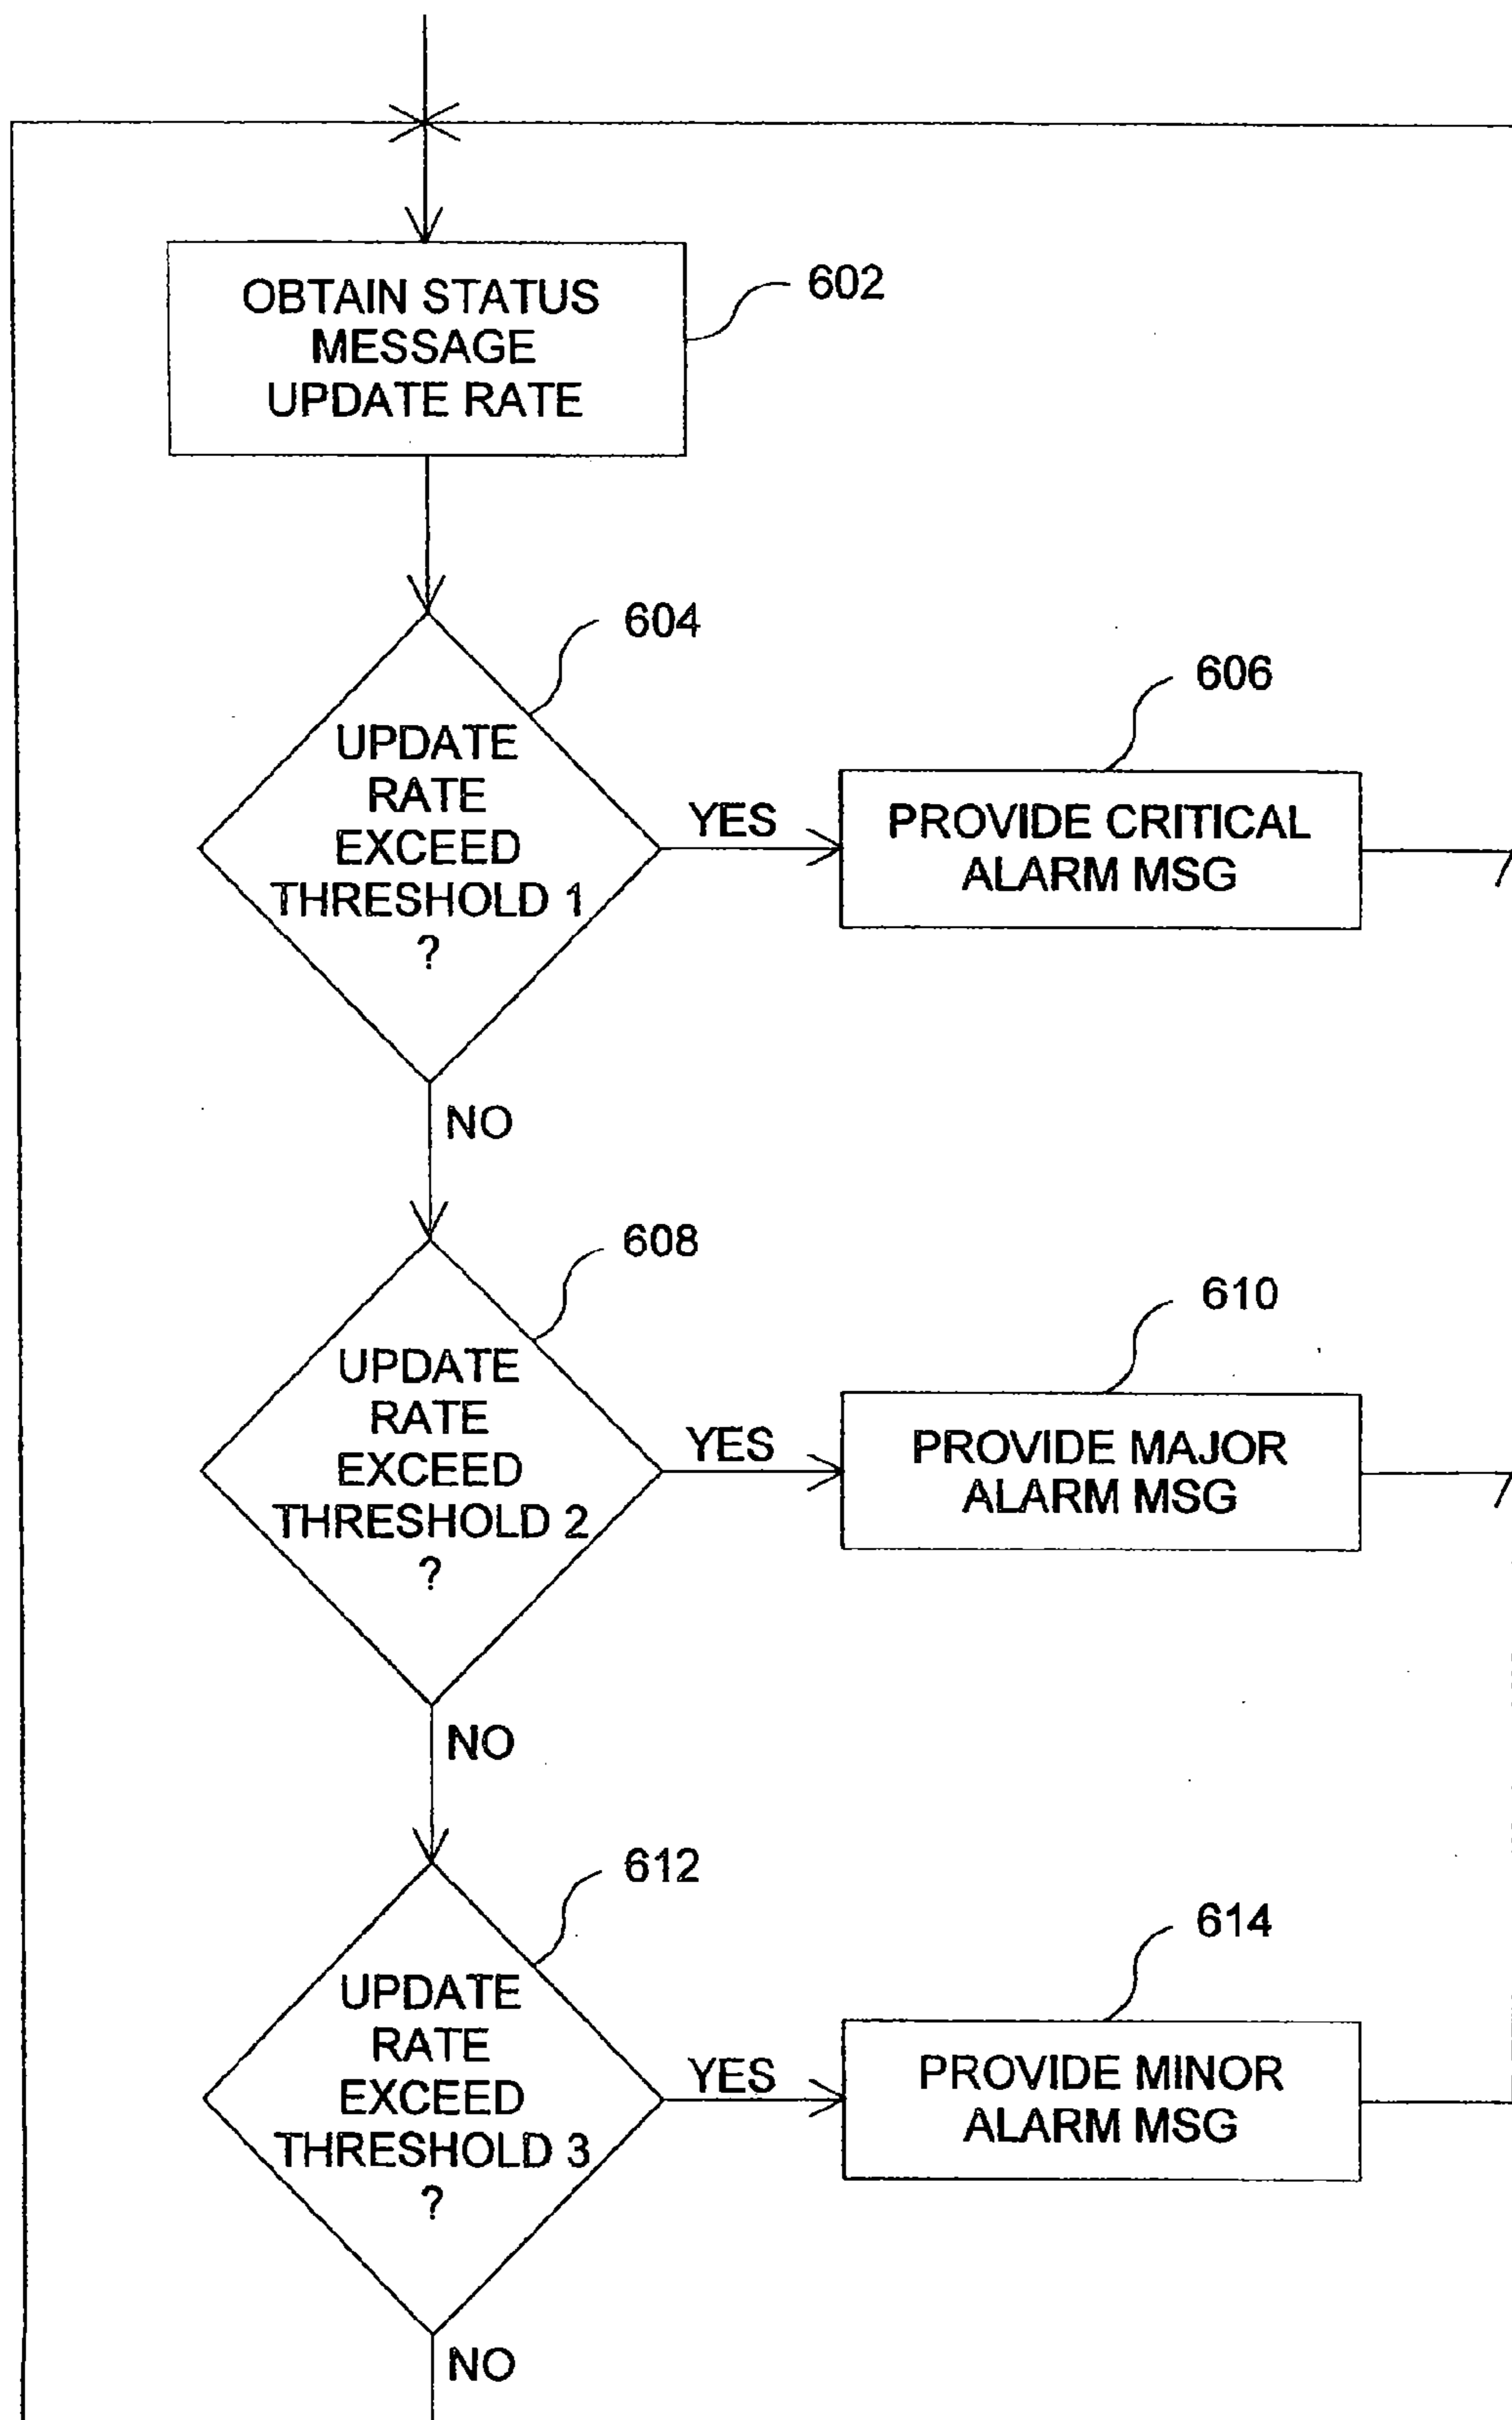 OBTAIN STATUS
MESSAGE
UPDATE RATE
602
604
UPDATE
RATE
EXCEED
THRESHOLD 1
?
YES
606
PROVIDE CRITICAL
ALARM MSG
NO
608
UPDATE
RATE
EXCEED
THRESHOLD 2
?
YES
610
PROVIDE MAJOR
ALARM MSG
NO
612
UPDATE
RATE
EXCEED
THRESHOLD 3
?
YES
614
PROVIDE MINOR
ALARM MSG
NO